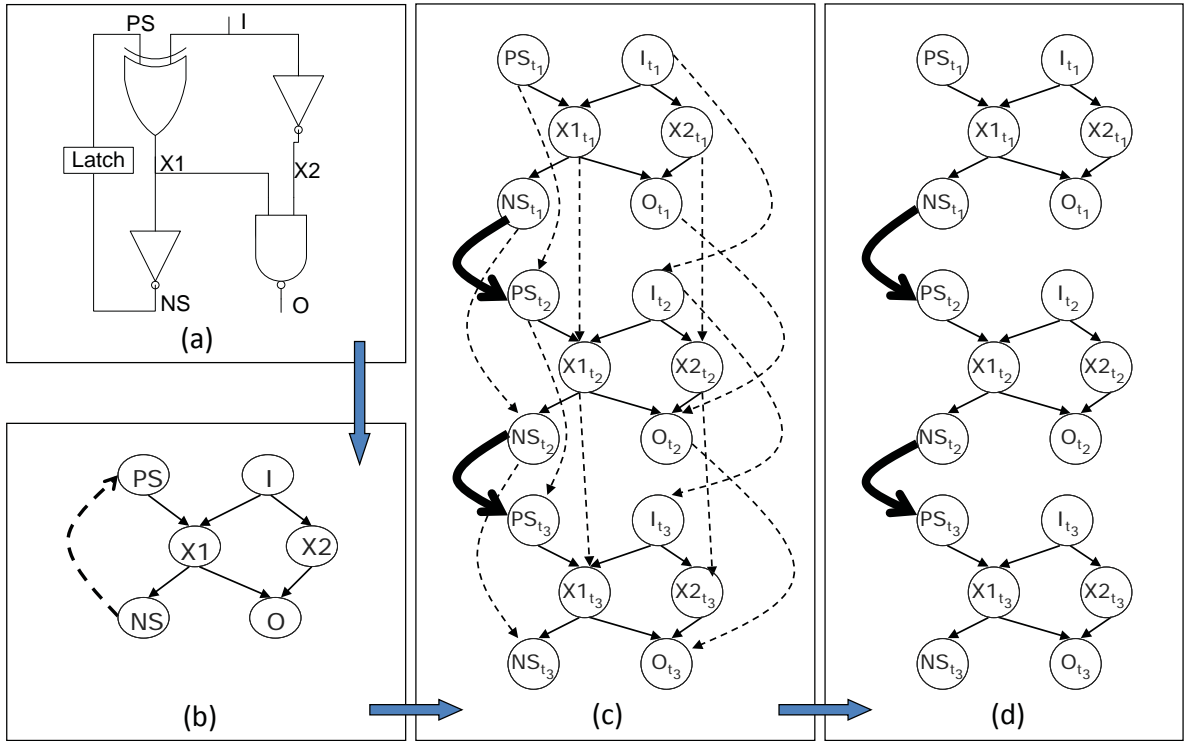 PS
I
Latch
X1
X2
NS
O
(a)
PS
I
X1
X2
NS
O
(b)
PSt1
It1
X1t1
X2t1
NSt1
Ot1
PSt2
It2
X1t2
X2t2
NSt2
Ot2
PSt3
It3
X1t3
X2t3
NSt3
Ot3
(c)
PSt1
It1
X1t1
X2t1
NSt1
Ot1
PSt2
It2
X1t2
X2t2
NSt2
Ot2
PSt3
It3
X1t3
X2t3
NSt3
Ot3
(d)